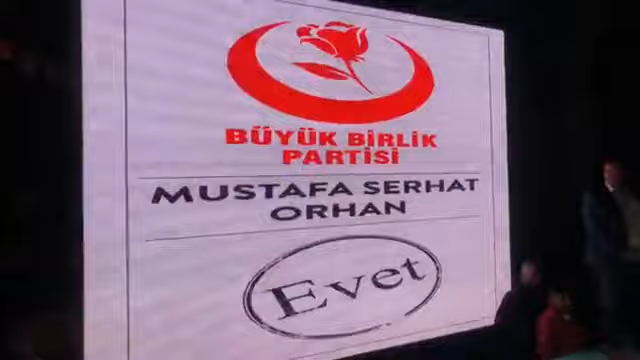 BÜYÜK BİRLİK
PARTİSİ
MUSTAFA SERHAT
ORHAN
Evet